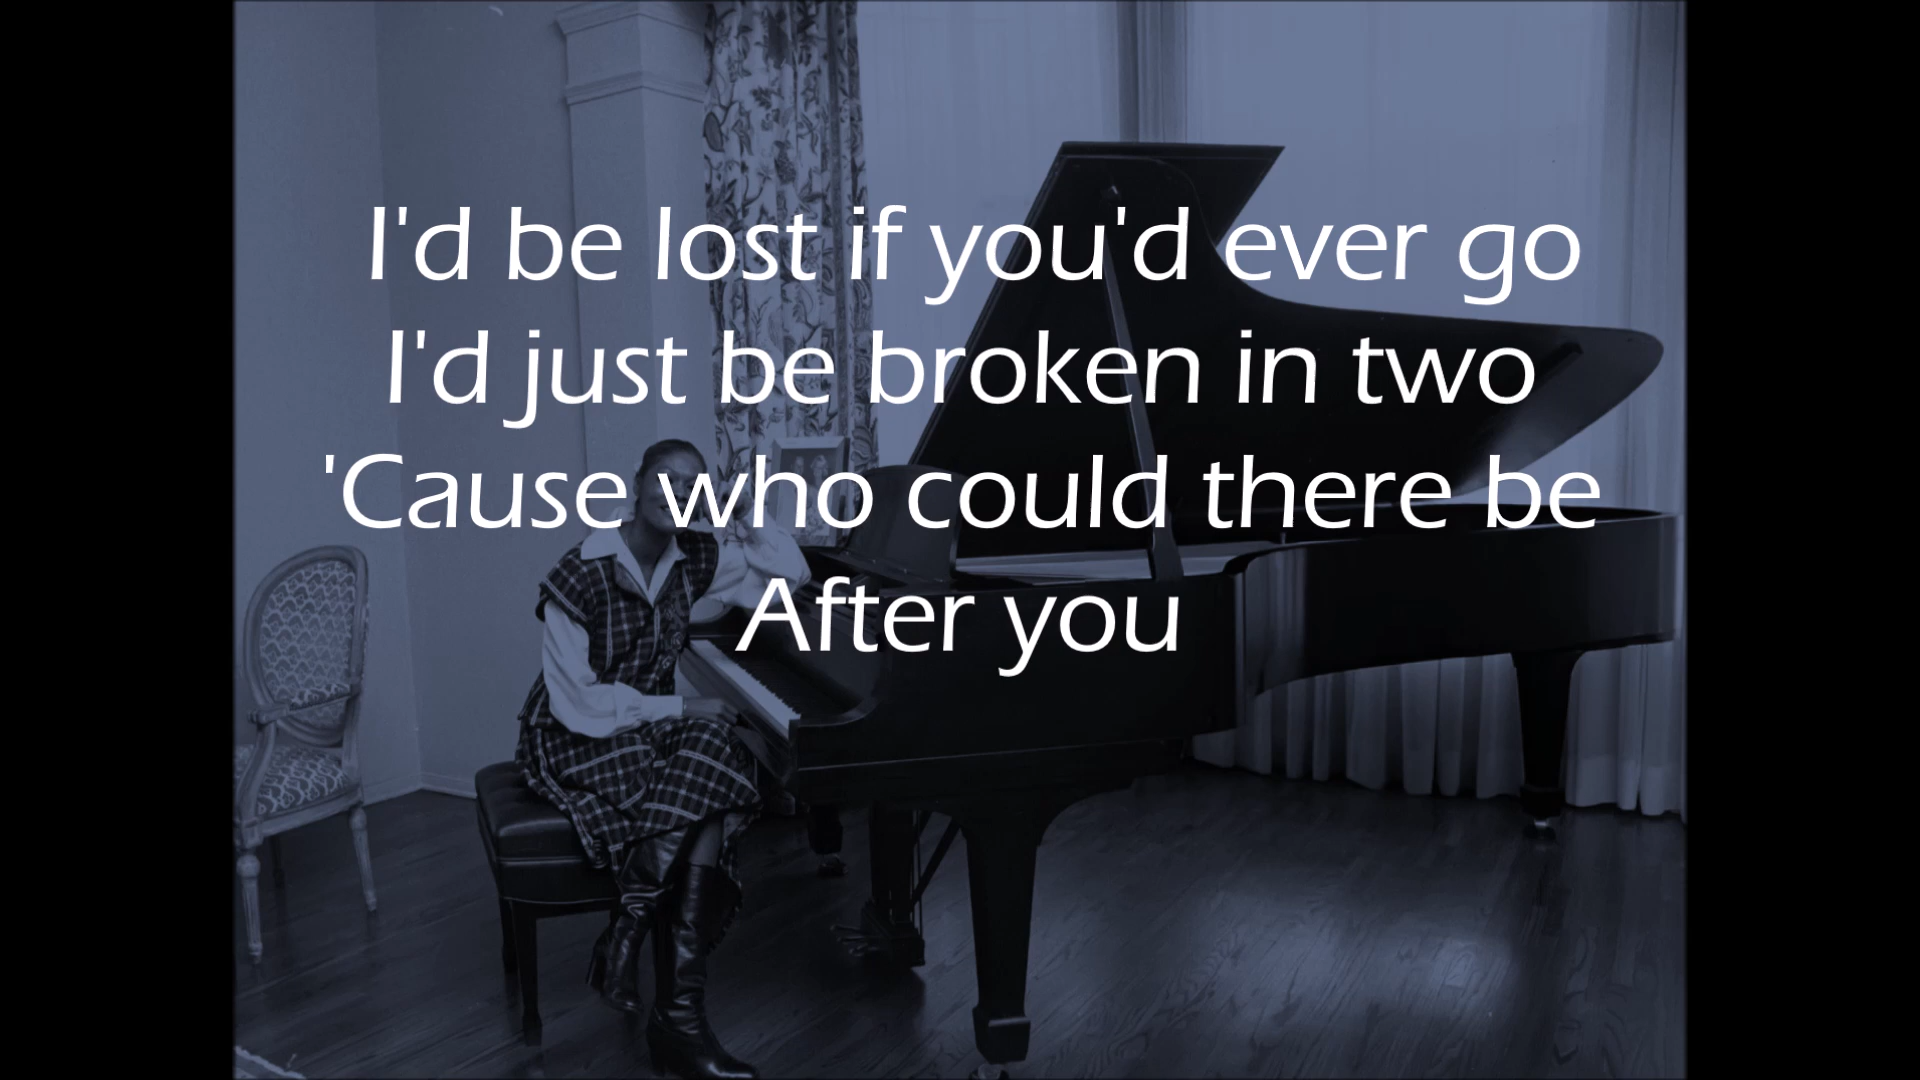 I'd be lost if you'd ever go
I'd just be broken in two
'Cause who could there be
After you